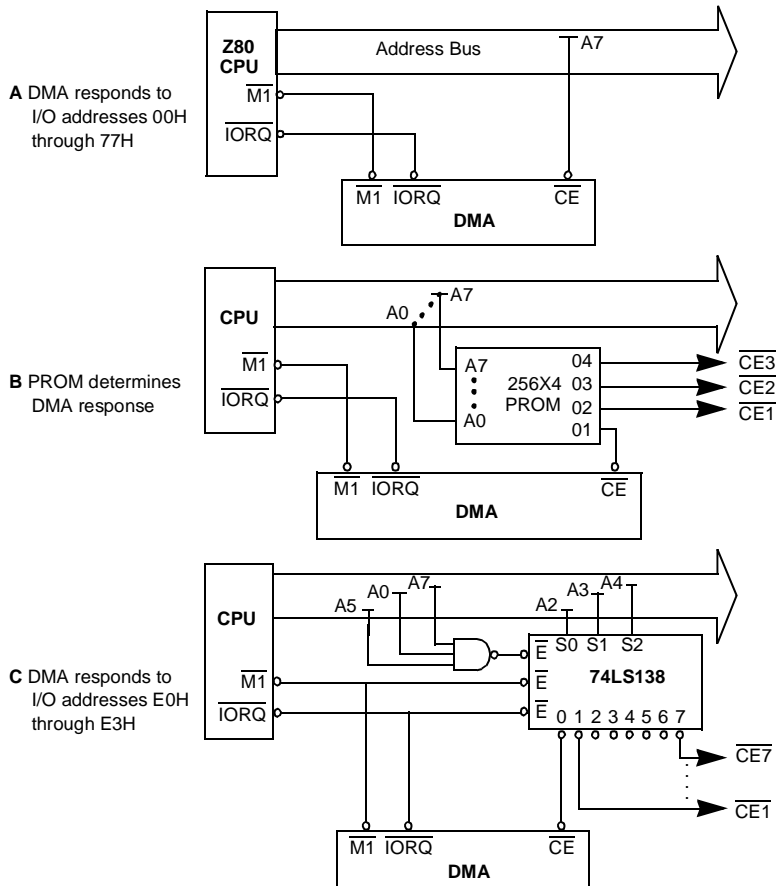 Z80
CPU
Address Bus
A7
A DMA responds to
I/O addresses 00H
through 77H
M1
IORQ
M1 IORQ CE
DMA
CPU
A0
A7
B PROM determines
DMA response
M1
IORQ
A7
A0
256X4
PROM
04
03
02
01
CE3
CE2
CE1
M1 IORQ CE
DMA
CPU
A5
A0
A7
A2
A3
A4
C DMA responds to
I/O addresses E0H
through E3H
M1
IORQ
E
E
E
S0 S1 S2
74LS138
0 1 2 3 4 5 6 7
CE7
CE1
M1 IORQ CE
DMA